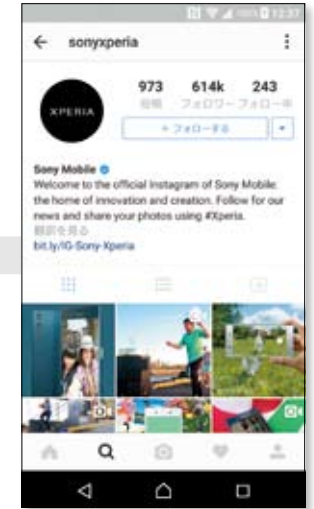 12:37
sonyxperia
973 614k 243
投稿 フォロワー フォロー中
XPERIA
+ フォローする
Sony Mobile
Welcome to the official Instagram of Sony Mobile:
the home of innovation and creation. Follow for our
news and share your photos using #Xperia.
翻訳を見る
bit.ly/IG-Sony-Xperia